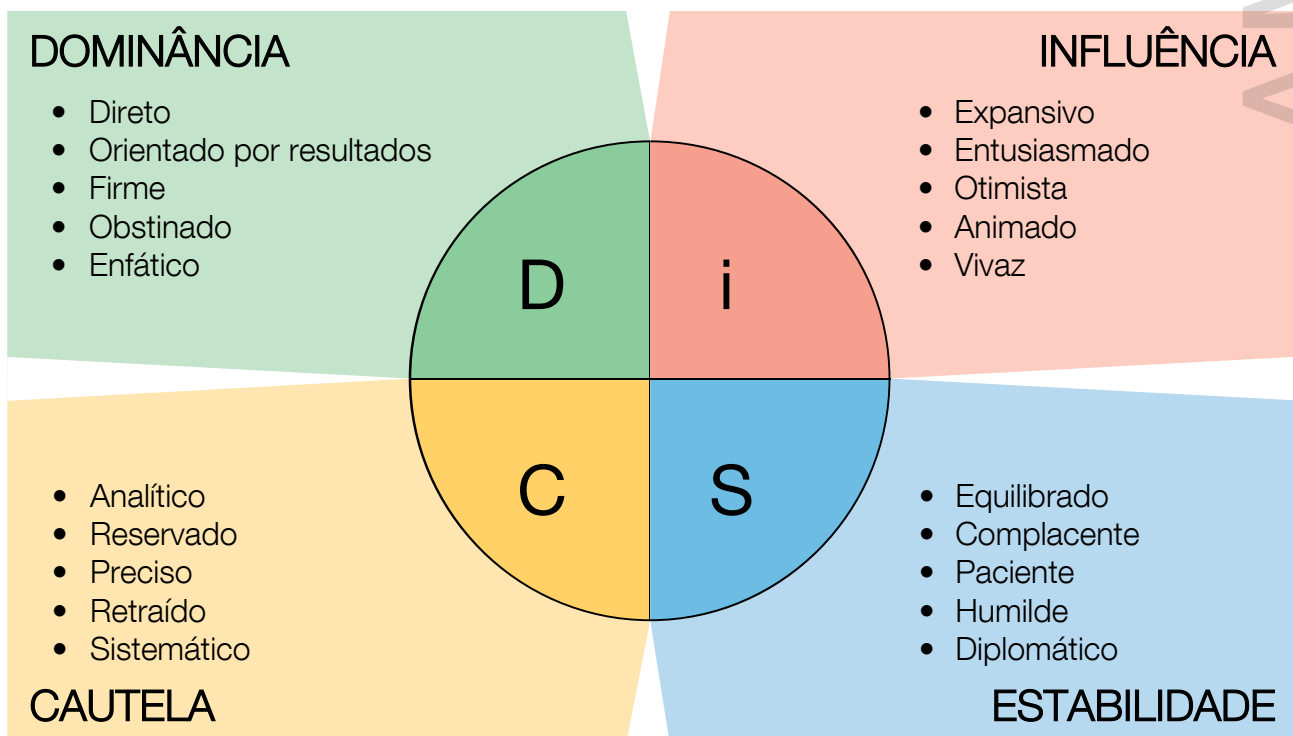 DOMINÂNCIA
• Direto
• Orientado por resultados
• Firme
• Obstinado
• Enfático
INFLUÊNCIA
• Expansivo
• Entusiasmado
• Otimista
• Animado
• Vivaz
D
i
C
S
• Analítico
• Reservado
• Preciso
• Retraído
• Sistemático
CAUTELA
• Equilibrado
• Complacente
• Paciente
• Humilde
• Diplomático
ESTABILIDADE